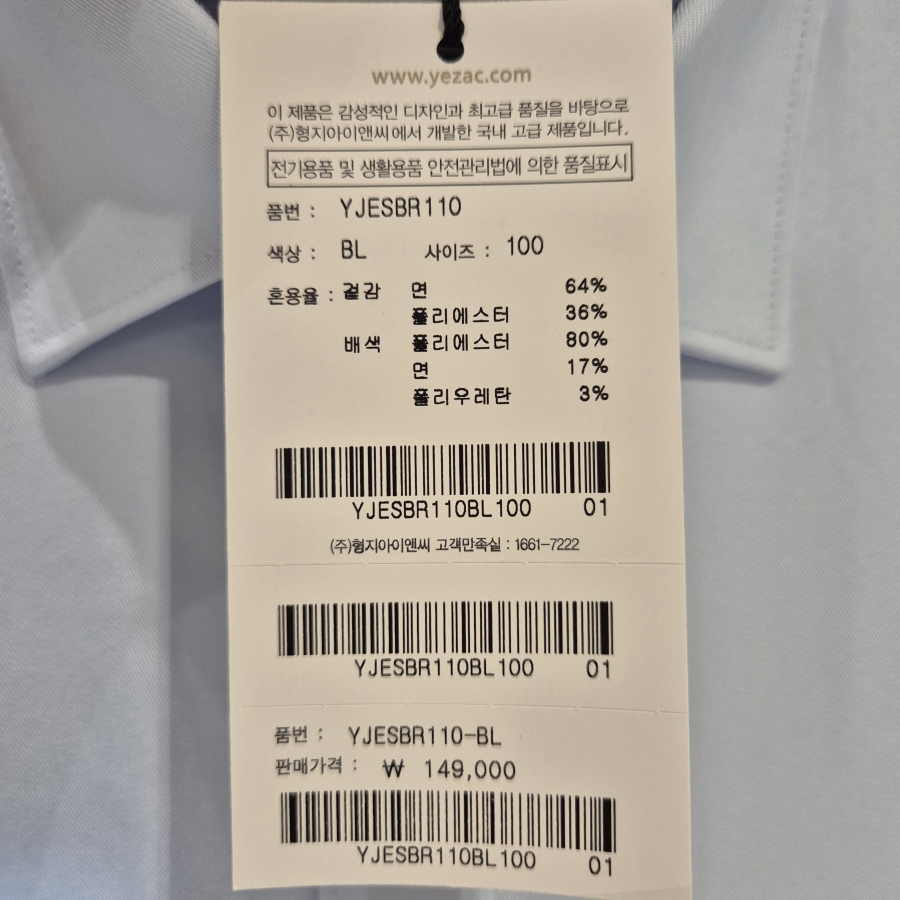 www.yezac.com
이 제품은 감성적인 디자인과 최고급 품질을 바탕으로
(주)형지아이앤씨에서 개발한 국내 고급 제품입니다.
전기용품 및 생활용품 안전관리법에 의한 품질표시
품번 : YJESBR110
색상 : BL 사이즈 : 100
혼용율 : 겉감 면 64%
폴리에스터 36%
배색 폴리에스터 80%
면 17%
폴리우레탄 3%
YJESBR110BL100 01
(주)형지아이앤씨 고객만족실 : 1661-7222
YJESBR110BL100 01
품번 : YJESBR110-BL
판매가격 : ₩ 149,000
YJESBR110BL100 01